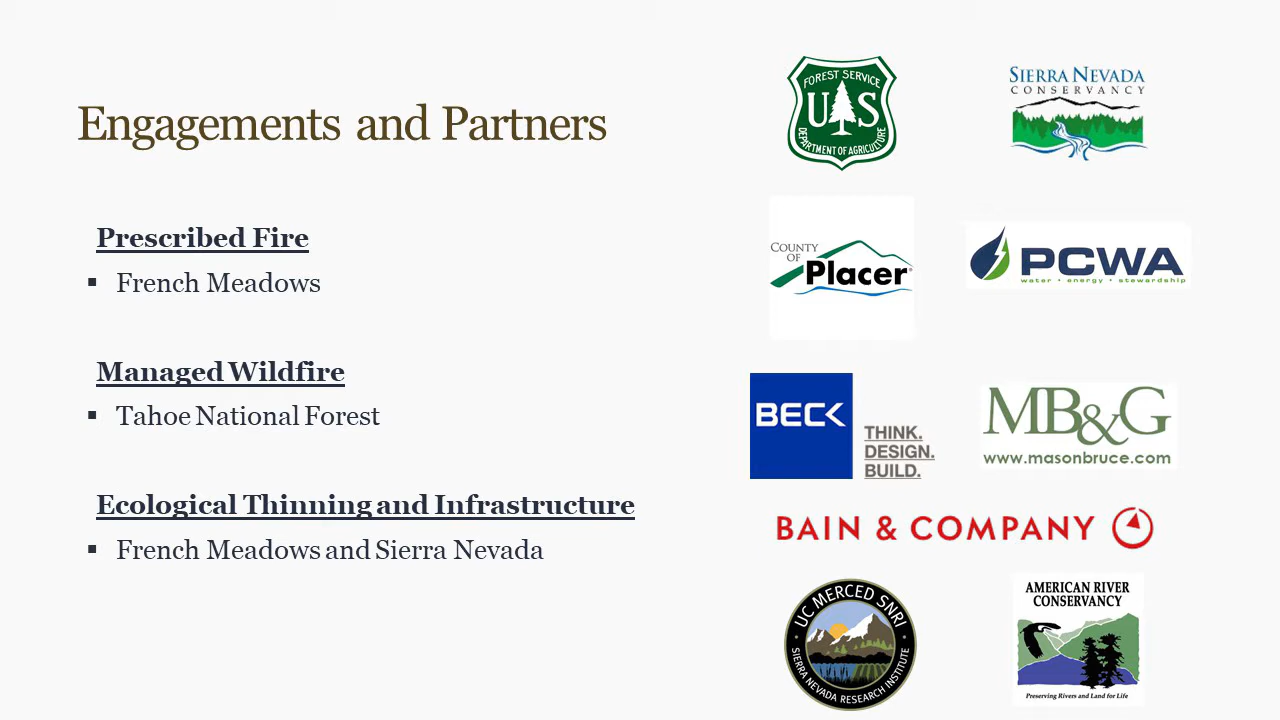 Engagements and Partners
Prescribed Fire
▪ French Meadows
Managed Wildfire
▪ Tahoe National Forest
Ecological Thinning and Infrastructure
▪ French Meadows and Sierra Nevada
FOREST SERVICE
U S
DEPARTMENT OF AGRICULTURE
SIERRA NEVADA
CONSERVANCY
COUNTY
OF
Placer
PCWA
water • energy • stewardship
BECK
THINK.
DESIGN.
BUILD.
MB&G
www.masonbruce.com
BAIN & COMPANY
UC MERCED SNRI
SIERRA NEVADA RESEARCH INSTITUTE
AMERICAN RIVER
CONSERVANCY
Preserving Rivers and Land for Life